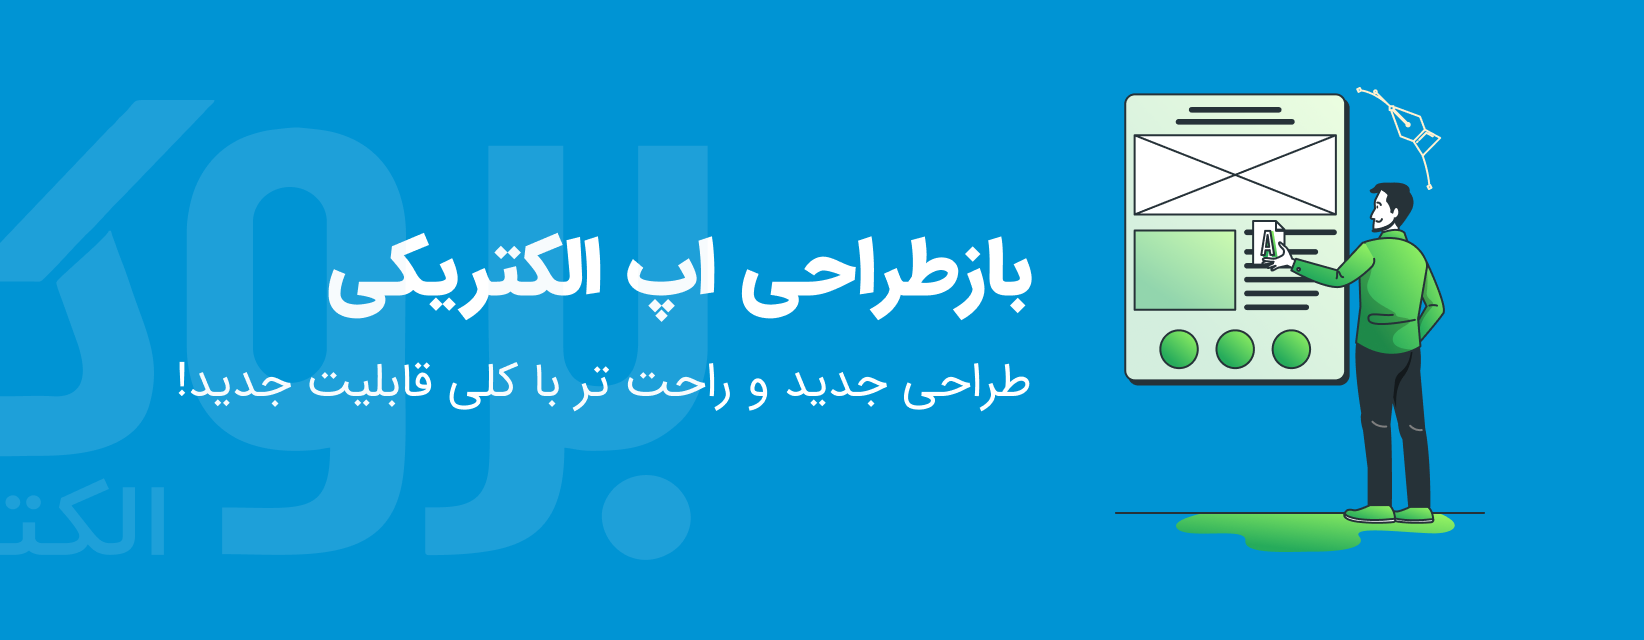 بازطراحی اپ الکتریکی
طراحی جدید و راحت تر با کلی قابلیت جدید!
A